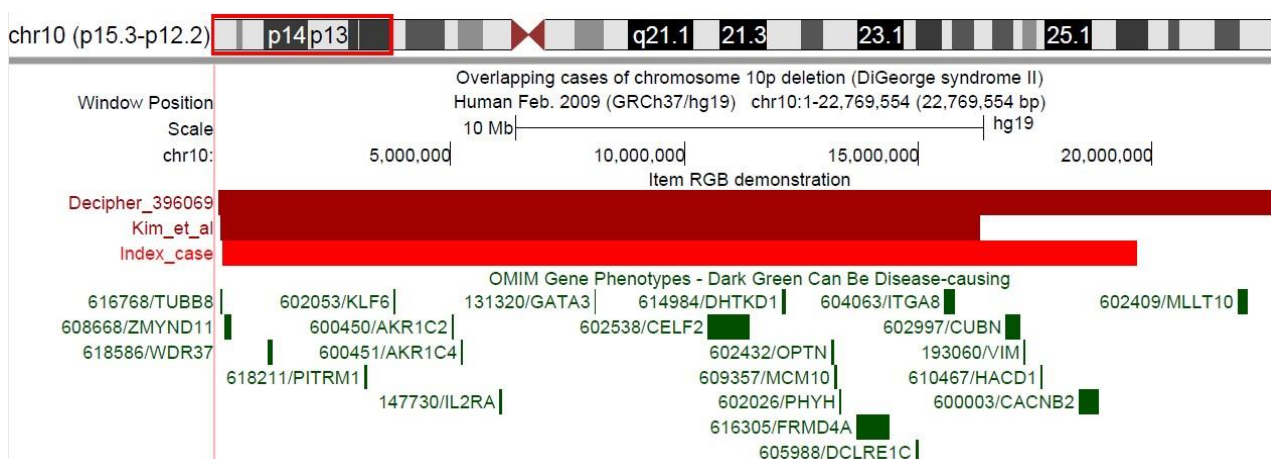 chr10 (p15.3-p12.2) p14 p13 q21.1 21.3 23.1 25.1
Overlapping cases of chromosome 10p deletion (DiGeorge syndrome II)
Window Position Human Feb. 2009 (GRCh37/hg19) chr10:1-22,769,554 (22,769,554 bp)
Scale 10 Mb hg19
chr10: 5,000,000 10,000,000 15,000,000 20,000,000
Item RGB demonstration
Decipher_396069
Kim_et_al
Index_case
OMIM Gene Phenotypes - Dark Green Can Be Disease-causing
616768/TUBB8 602053/KLF6 131320/GATA3 614984/DHTKD1 604063/ITGA8 602409/MLLT10
608668/ZMYND11 600450/AKR1C2 602538/CELF2 602997/CUBN
618586/WDR37 600451/AKR1C4 602432/OPTN 193060/VIM
618211/PITRM1 609357/MCM10 610467/HACD1
147730/IL2RA 602026/PHYH 600003/CACNB2
616305/FRMD4A
605988/DCLRE1C